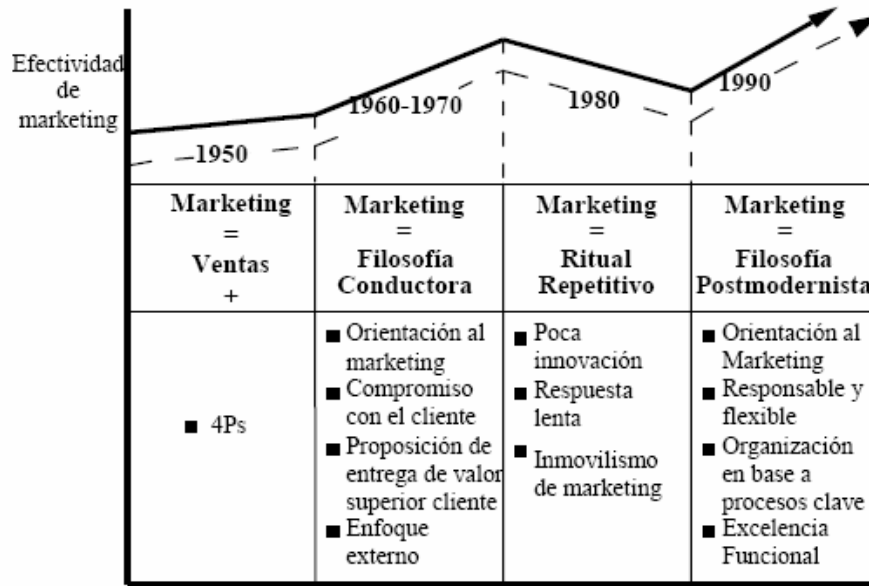 Efectividad
de
marketing
1950
1960-1970
1980
1990
Marketing
=
Ventas
+
Marketing
=
Filosofía
Conductora
Marketing
=
Ritual
Repetitivo
Marketing
=
Filosofía
Postmodernista
■ 4Ps
■ Orientación al
marketing
■ Compromiso
con el cliente
■ Proposición de
entrega de valor
superior cliente
■ Enfoque
externo
■ Poca
innovación
■ Respuesta
lenta
■ Inmovilismo
de marketing
■ Orientación al
Marketing
■ Responsable y
flexible
■ Organización
en base a
procesos clave
■ Excelencia
Funcional